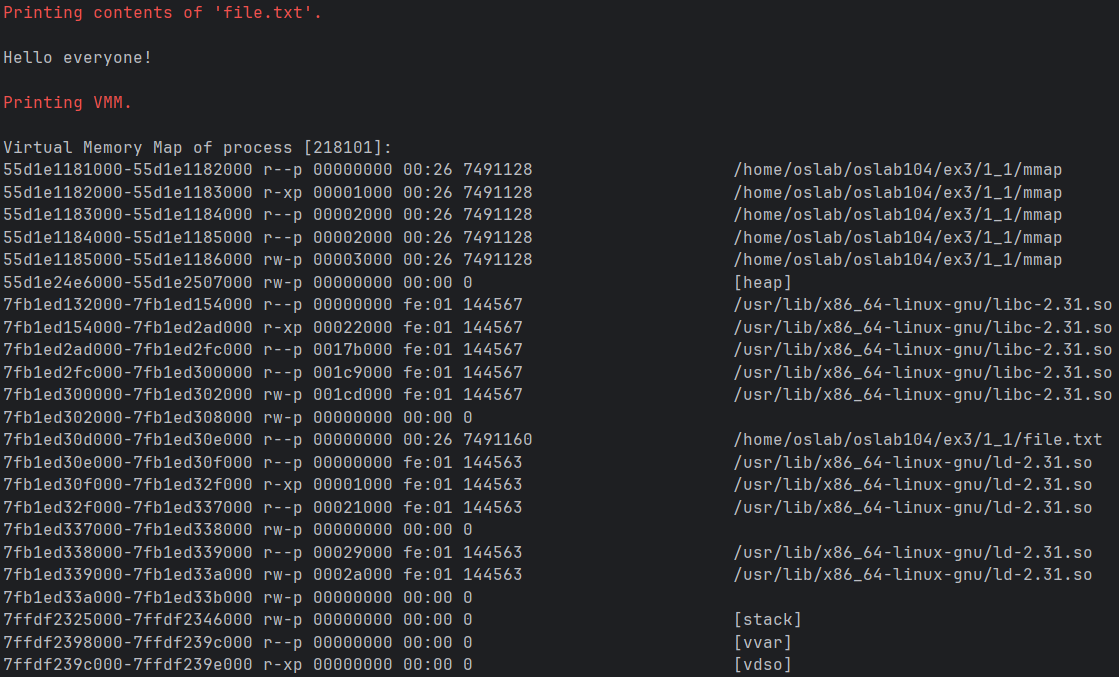 Printing contents of 'file.txt'.
Hello everyone!
Printing VMM.
Virtual Memory Map of process [218101]:
55d1e1181000-55d1e1182000 r--p 00000000 00:26 7491128 /home/oslab/oslab104/ex3/1_1/mmap
55d1e1182000-55d1e1183000 r-xp 00001000 00:26 7491128 /home/oslab/oslab104/ex3/1_1/mmap
55d1e1183000-55d1e1184000 r--p 00002000 00:26 7491128 /home/oslab/oslab104/ex3/1_1/mmap
55d1e1184000-55d1e1185000 r--p 00002000 00:26 7491128 /home/oslab/oslab104/ex3/1_1/mmap
55d1e1185000-55d1e1186000 rw-p 00003000 00:26 7491128 /home/oslab/oslab104/ex3/1_1/mmap
55d1e24e6000-55d1e2507000 rw-p 00000000 00:00 0 [heap]
7fb1ed132000-7fb1ed154000 r--p 00000000 fe:01 144567 /usr/lib/x86_64-linux-gnu/libc-2.31.so
7fb1ed154000-7fb1ed2ad000 r-xp 00022000 fe:01 144567 /usr/lib/x86_64-linux-gnu/libc-2.31.so
7fb1ed2ad000-7fb1ed2fc000 r--p 0017b000 fe:01 144567 /usr/lib/x86_64-linux-gnu/libc-2.31.so
7fb1ed2fc000-7fb1ed300000 r--p 001c9000 fe:01 144567 /usr/lib/x86_64-linux-gnu/libc-2.31.so
7fb1ed300000-7fb1ed302000 rw-p 001cd000 fe:01 144567 /usr/lib/x86_64-linux-gnu/libc-2.31.so
7fb1ed302000-7fb1ed308000 rw-p 00000000 00:00 0
7fb1ed30d000-7fb1ed30e000 r--p 00000000 00:26 7491160 /home/oslab/oslab104/ex3/1_1/file.txt
7fb1ed30e000-7fb1ed30f000 r--p 00000000 fe:01 144563 /usr/lib/x86_64-linux-gnu/ld-2.31.so
7fb1ed30f000-7fb1ed32f000 r-xp 00001000 fe:01 144563 /usr/lib/x86_64-linux-gnu/ld-2.31.so
7fb1ed32f000-7fb1ed337000 r--p 00021000 fe:01 144563 /usr/lib/x86_64-linux-gnu/ld-2.31.so
7fb1ed337000-7fb1ed338000 rw-p 00000000 00:00 0
7fb1ed338000-7fb1ed339000 r--p 00029000 fe:01 144563 /usr/lib/x86_64-linux-gnu/ld-2.31.so
7fb1ed339000-7fb1ed33a000 rw-p 0002a000 fe:01 144563 /usr/lib/x86_64-linux-gnu/ld-2.31.so
7fb1ed33a000-7fb1ed33b000 rw-p 00000000 00:00 0
7ffdf2325000-7ffdf2346000 rw-p 00000000 00:00 0 [stack]
7ffdf2398000-7ffdf239c000 r--p 00000000 00:00 0 [vvar]
7ffdf239c000-7ffdf239e000 r-xp 00000000 00:00 0 [vdso]